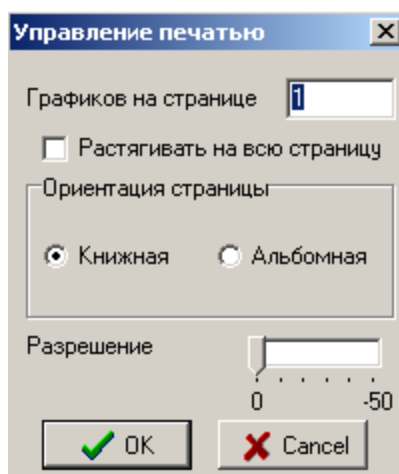 Управление печатью
Графиков на странице 1
Растягивать на всю страницу
Ориентация страницы
Книжная Альбомная
Разрешение
0 -50
OK Cancel